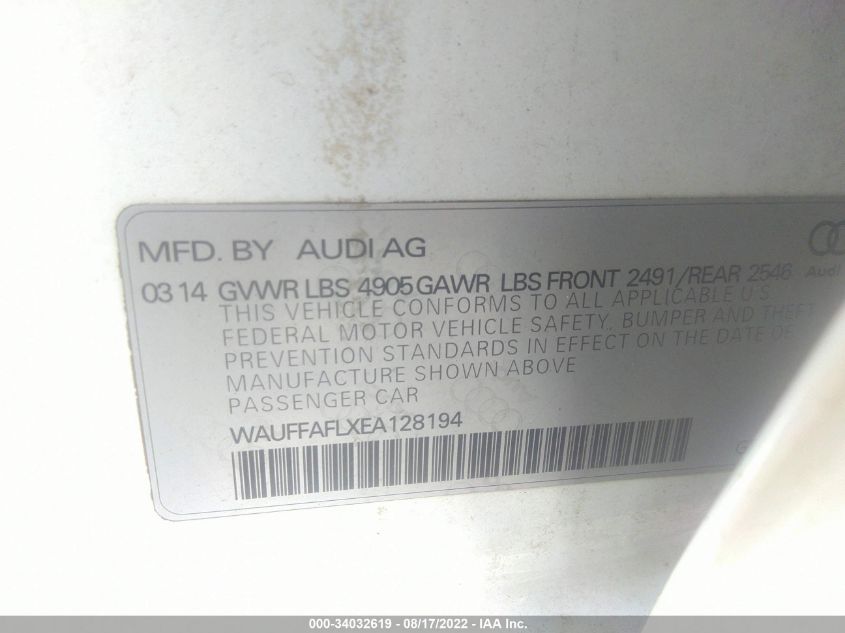 MFD. BY AUDI AG
Audi
03 14 GVWR LBS 4905 GAWR LBS FRONT 2491/REAR 2546
THIS VEHICLE CONFORMS TO ALL APPLICABLE U.S.
FEDERAL MOTOR VEHICLE SAFETY, BUMPER AND THEFT
PREVENTION STANDARDS IN EFFECT ON THE DATE OF
MANUFACTURE SHOWN ABOVE
PASSENGER CAR
WAUFFAFLXEA128194
000-34032619 - 08/17/2022 - IAA Inc.